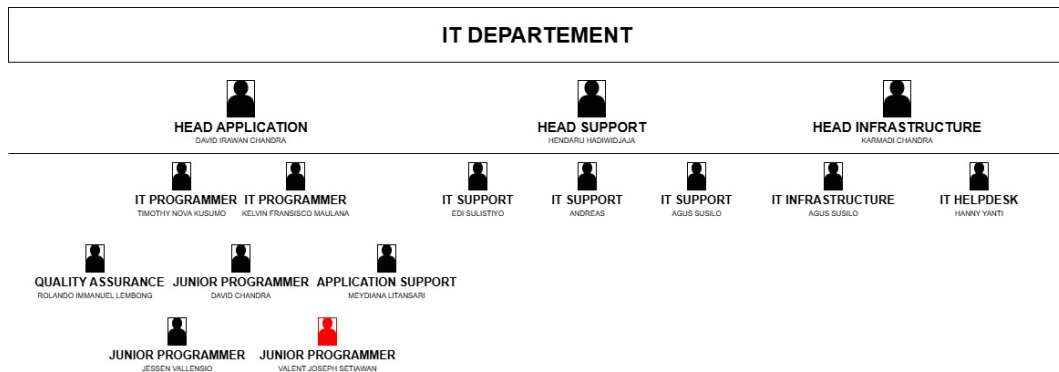 IT DEPARTEMENT
HEAD APPLICATION
DAVID IRAWAN CHANDRA
HEAD SUPPORT
HENDARU HADIWIDJAJA
HEAD INFRASTRUCTURE
KARMADI CHANDRA
IT PROGRAMMER
TIMOTHY NOVA KUSUMO
IT PROGRAMMER
KELVIN FRANSISCO MAULANA
IT SUPPORT
EDI SULISTIYO
IT SUPPORT
ANDREAS
IT SUPPORT
AGUS SUSILO
IT INFRASTRUCTURE
AGUS SUSILO
IT HELPDESK
HANNY YANTI
QUALITY ASSURANCE
ROLANDO IMMANUEL LEMBONG
JUNIOR PROGRAMMER
DAVID CHANDRA
APPLICATION SUPPORT
MEYDIANA LITANSARI
JUNIOR PROGRAMMER
JESSEN VALLENSIO
JUNIOR PROGRAMMER
VALENT JOSEPH SETIAWAN